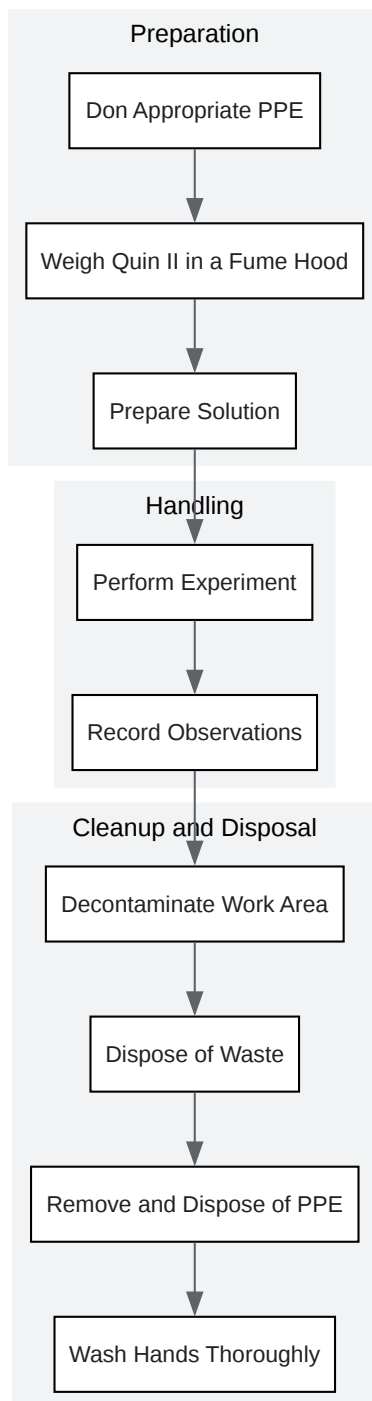 Preparation
Don Appropriate PPE
Weigh Quin II in a Fume Hood
Prepare Solution
Handling
Perform Experiment
Record Observations
Cleanup and Disposal
Decontaminate Work Area
Dispose of Waste
Remove and Dispose of PPE
Wash Hands Thoroughly